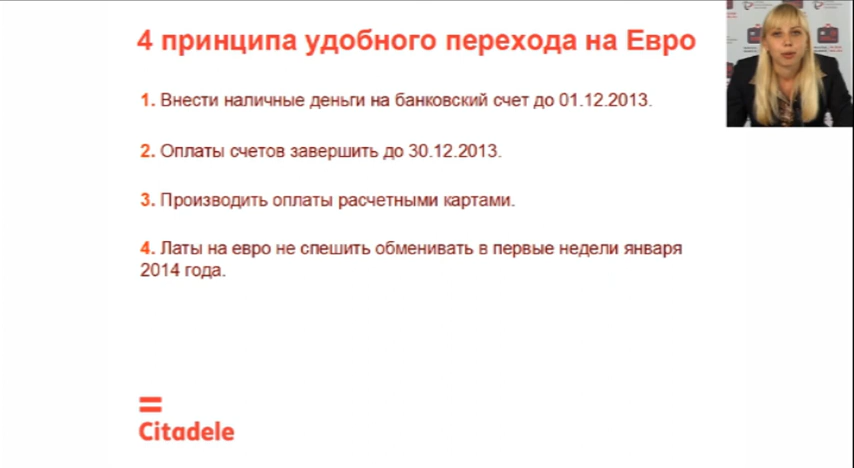 4 принципа удобного перехода на Евро
1. Внести наличные деньги на банковский счет до 01.12.2013.
2. Оплаты счетов завершить до 30.12.2013.
3. Производить оплаты расчетными картами.
4. Латы на евро не спешить обменивать в первые недели января
2014 года.
Citadele